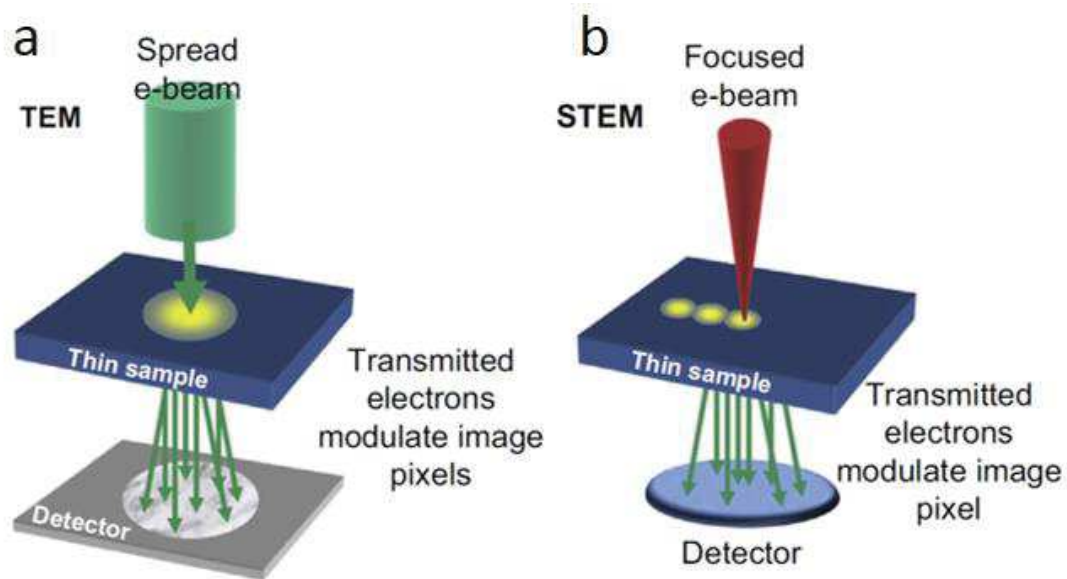 a
Spread
e-beam
TEM
Thin sample
Transmitted
electrons
modulate image
pixels
Detector
b
Focused
e-beam
STEM
Thin sample
Transmitted
electrons
modulate image
pixel
Detector